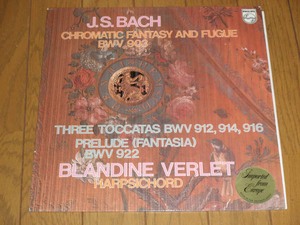 J.S. BACH
CHROMATIC FANTASY AND FUGUE
BWV 903
THREE TOCCATAS BWV 912, 914, 916
PRELUDE (FANTASIA)
BWV 922
BLANDINE VERLET
HARPSICHORD
Imported
from
Europe